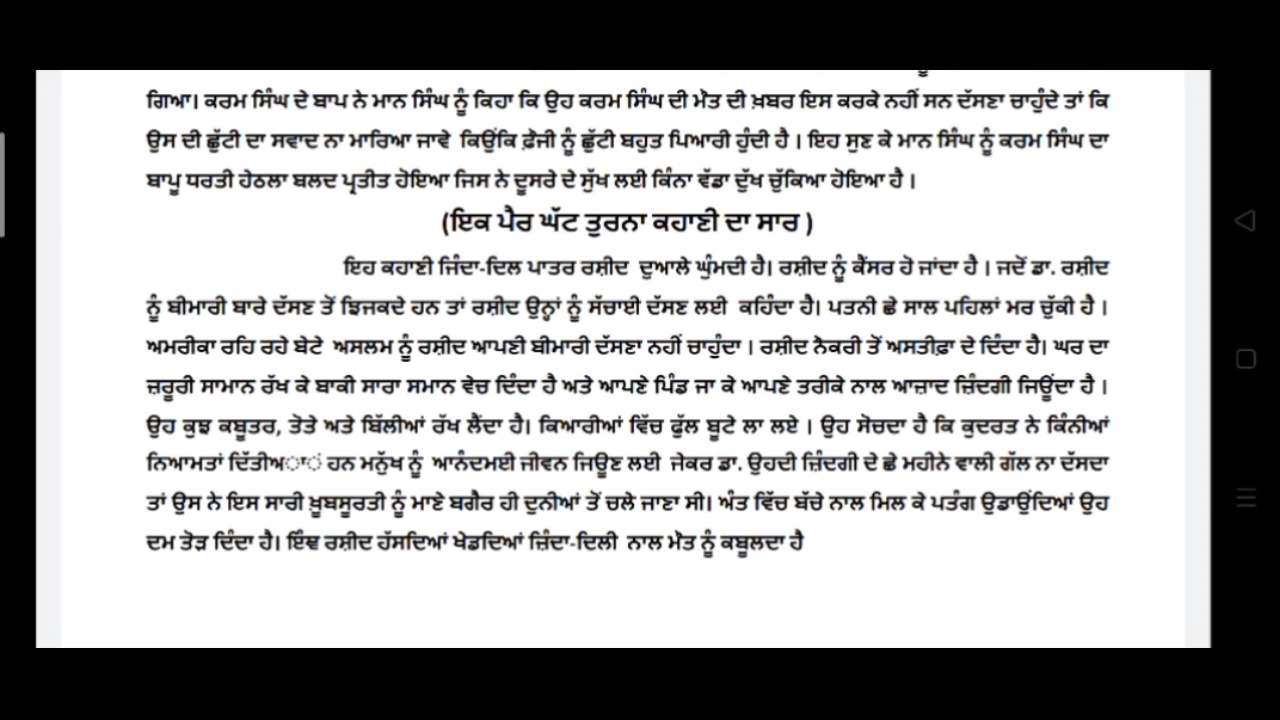 ਗਿਆ। ਕਰਮ ਸਿੰਘ ਦੇ ਬਾਪ ਨੇ ਮਾਨ ਸਿੰਘ ਨੂੰ ਕਿਹਾ ਕਿ ਉਹ ਕਰਮ ਸਿੰਘ ਦੀ ਮੌਤ ਦੀ ਖ਼ਬਰ ਇਸ ਕਰਕੇ ਨਹੀਂ ਸਨ ਦੱਸਣਾ ਚਾਹੁੰਦੇ ਤਾਂ ਕਿ
ਉਸ ਦੀ ਛੁੱਟੀ ਦਾ ਸਵਾਦ ਨਾ ਮਾਰਿਆ ਜਾਵੇ ਕਿਉਂਕਿ ਫ਼ੌਜੀ ਨੂੰ ਛੁੱਟੀ ਬਹੁਤ ਪਿਆਰੀ ਹੁੰਦੀ ਹੈ । ਇਹ ਸੁਣ ਕੇ ਮਾਨ ਸਿੰਘ ਨੂੰ ਕਰਮ ਸਿੰਘ ਦਾ
ਬਾਪੂ ਧਰਤੀ ਹੇਠਲਾ ਬਲਦ ਪ੍ਰਤੀਤ ਹੋਇਆ ਜਿਸ ਨੇ ਦੂਸਰੇ ਦੇ ਸੁੱਖ ਲਈ ਕਿੰਨਾ ਵੱਡਾ ਦੁੱਖ ਚੁੱਕਿਆ ਹੋਇਆ ਹੈ ।
(ਇਕ ਪੈਰ ਘੱਟ ਤੁਰਨਾ ਕਹਾਣੀ ਦਾ ਸਾਰ )
ਇਹ ਕਹਾਣੀ ਜਿੰਦਾ-ਦਿਲ ਪਾਤਰ ਰਸ਼ੀਦ ਦੁਆਲੇ ਘੁੰਮਦੀ ਹੈ। ਰਸ਼ੀਦ ਨੂੰ ਕੈਂਸਰ ਹੋ ਜਾਂਦਾ ਹੈ । ਜਦੋਂ ਡਾ. ਰਸ਼ੀਦ
ਨੂੰ ਬੀਮਾਰੀ ਬਾਰੇ ਦੱਸਣ ਤੋਂ ਝਿਜਕਦੇ ਹਨ ਤਾਂ ਰਸ਼ੀਦ ਉਨ੍ਹਾਂ ਨੂੰ ਸੱਚਾਈ ਦੱਸਣ ਲਈ ਕਹਿੰਦਾ ਹੈ। ਪਤਨੀ ਛੇ ਸਾਲ ਪਹਿਲਾਂ ਮਰ ਚੁੱਕੀ ਹੈ ।
ਅਮਰੀਕਾ ਰਹਿ ਰਹੇ ਬੇਟੇ ਅਸਲਮ ਨੂੰ ਰਸ਼ੀਦ ਆਪਣੀ ਬੀਮਾਰੀ ਦੱਸਣਾ ਨਹੀਂ ਚਾਹੁੰਦਾ । ਰਸ਼ੀਦ ਨੌਕਰੀ ਤੋਂ ਅਸਤੀਫ਼ਾ ਦੇ ਦਿੰਦਾ ਹੈ। ਘਰ ਦਾ
ਜ਼ਰੂਰੀ ਸਾਮਾਨ ਰੱਖ ਕੇ ਬਾਕੀ ਸਾਰਾ ਸਮਾਨ ਵੇਚ ਦਿੰਦਾ ਹੈ ਅਤੇ ਆਪਣੇ ਪਿੰਡ ਜਾ ਕੇ ਆਪਣੇ ਤਰੀਕੇ ਨਾਲ ਆਜ਼ਾਦ ਜ਼ਿੰਦਗੀ ਜਿਊਂਦਾ ਹੈ ।
ਉਹ ਕੁਝ ਕਬੂਤਰ, ਤੋਤੇ ਅਤੇ ਬਿੱਲੀਆਂ ਰੱਖ ਲੈਂਦਾ ਹੈ। ਕਿਆਰੀਆਂ ਵਿੱਚ ਫੁੱਲ ਬੂਟੇ ਲਾ ਲਏ । ਉਹ ਸੋਚਦਾ ਹੈ ਕਿ ਕੁਦਰਤ ਨੇ ਕਿੰਨੀਆਂ
ਨਿਆਮਤਾਂ ਦਿੱਤੀਅਾਂ ਹਨ ਮਨੁੱਖ ਨੂੰ ਆਨੰਦਮਈ ਜੀਵਨ ਜਿਊਣ ਲਈ ਜੇਕਰ ਡਾ. ਉਹਦੀ ਜ਼ਿੰਦਗੀ ਦੇ ਛੇ ਮਹੀਨੇ ਵਾਲੀ ਗੱਲ ਨਾ ਦੱਸਦਾ
ਤਾਂ ਉਸ ਨੇ ਇਸ ਸਾਰੀ ਖ਼ੂਬਸੂਰਤੀ ਨੂੰ ਮਾਣੇ ਬਗੈਰ ਹੀ ਦੁਨੀਆਂ ਤੋਂ ਚਲੇ ਜਾਣਾ ਸੀ। ਅੰਤ ਵਿੱਚ ਬੱਚੇ ਨਾਲ ਮਿਲ ਕੇ ਪਤੰਗ ਉਡਾਉਂਦਿਆਂ ਉਹ
ਦਮ ਤੋੜ ਦਿੰਦਾ ਹੈ। ਇੰਞ ਰਸ਼ੀਦ ਹੱਸਦਿਆਂ ਖੇਡਦਿਆਂ ਜ਼ਿੰਦਾ-ਦਿਲੀ ਨਾਲ ਮੌਤ ਨੂੰ ਕਬੂਲਦਾ ਹੈ